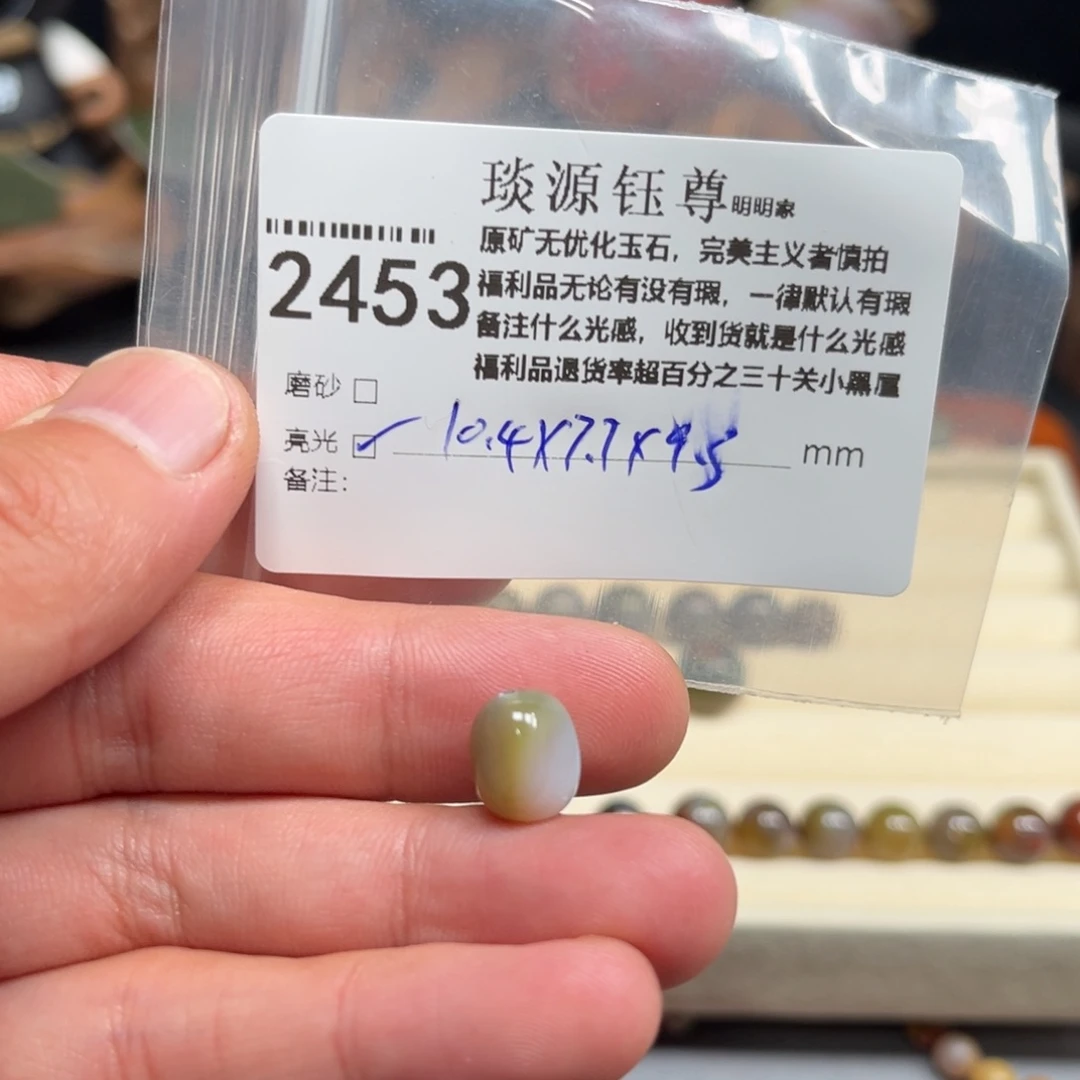 琰源钰尊明明家
2453
原矿无优化玉石，完美主义者慎拍
福利品无论有没有瑕，一律默认有瑕
备注什么光感，收到货就是什么光感
福利品退货率超百分之三十关小黑屋
磨砂 □
亮光 ☑ 10.4X7.7X9.5 mm
备注：